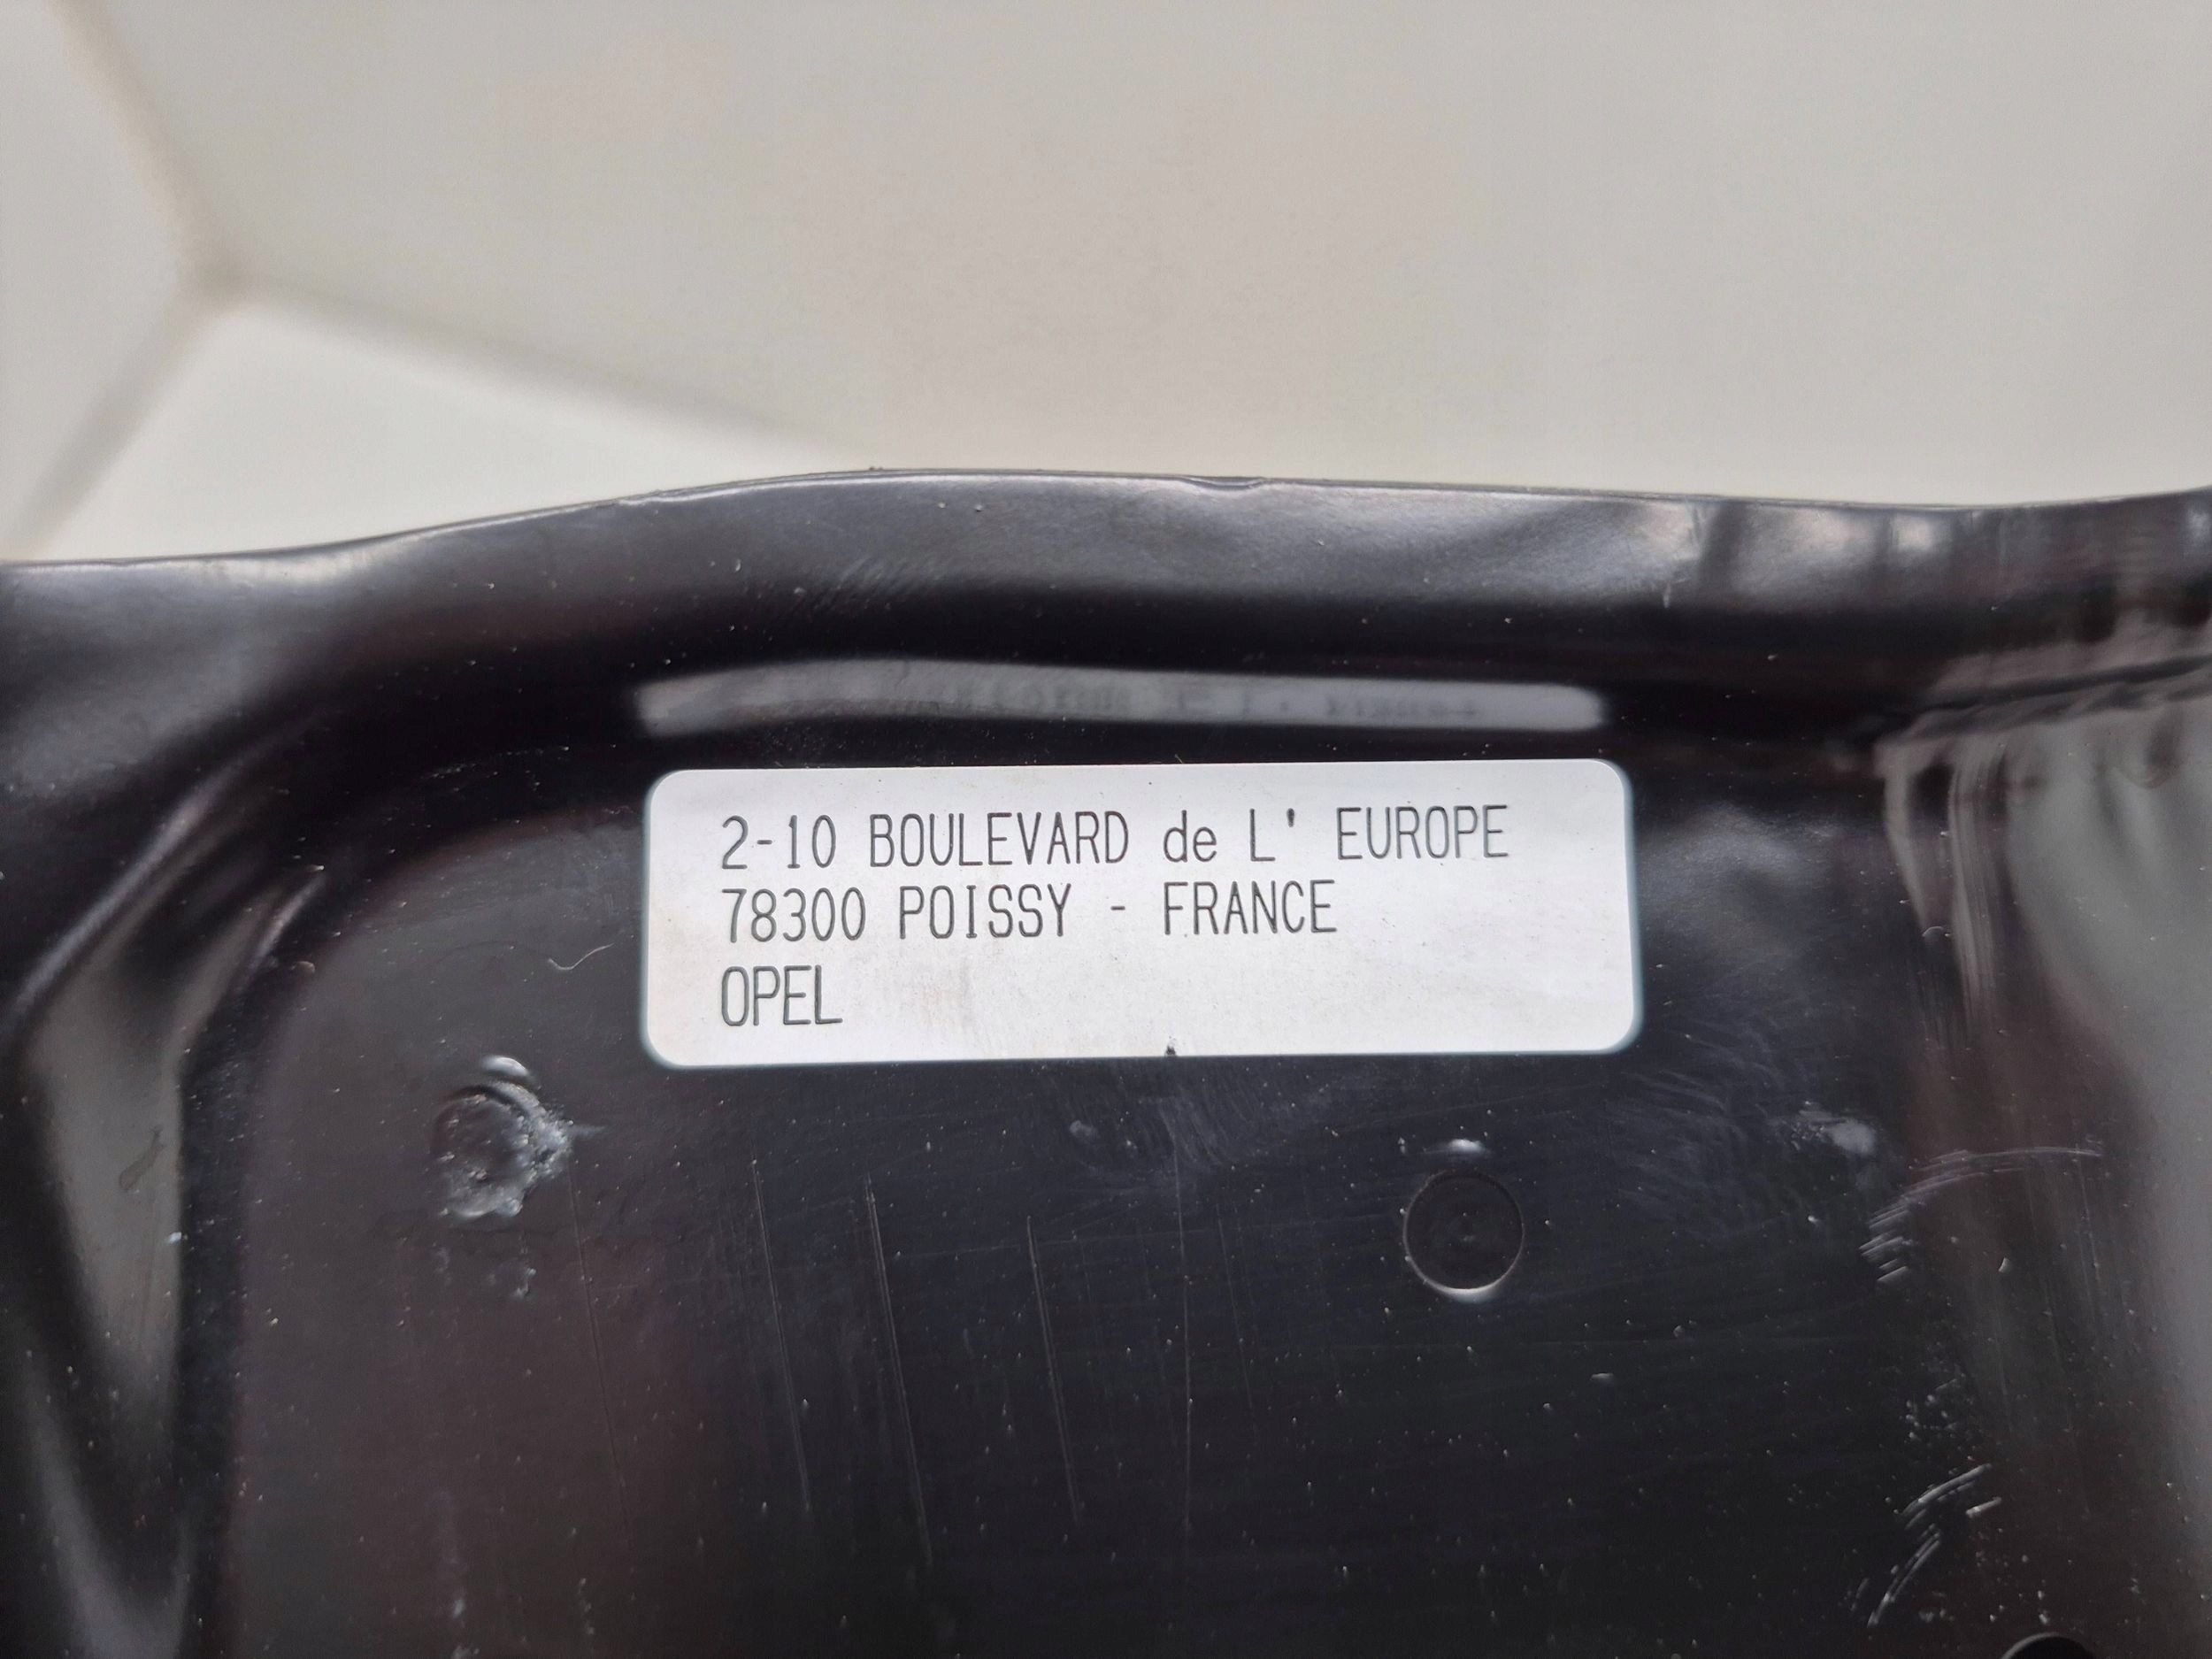 2-10 BOULEVARD de L' EUROPE
78300 POISSY - FRANCE
OPEL